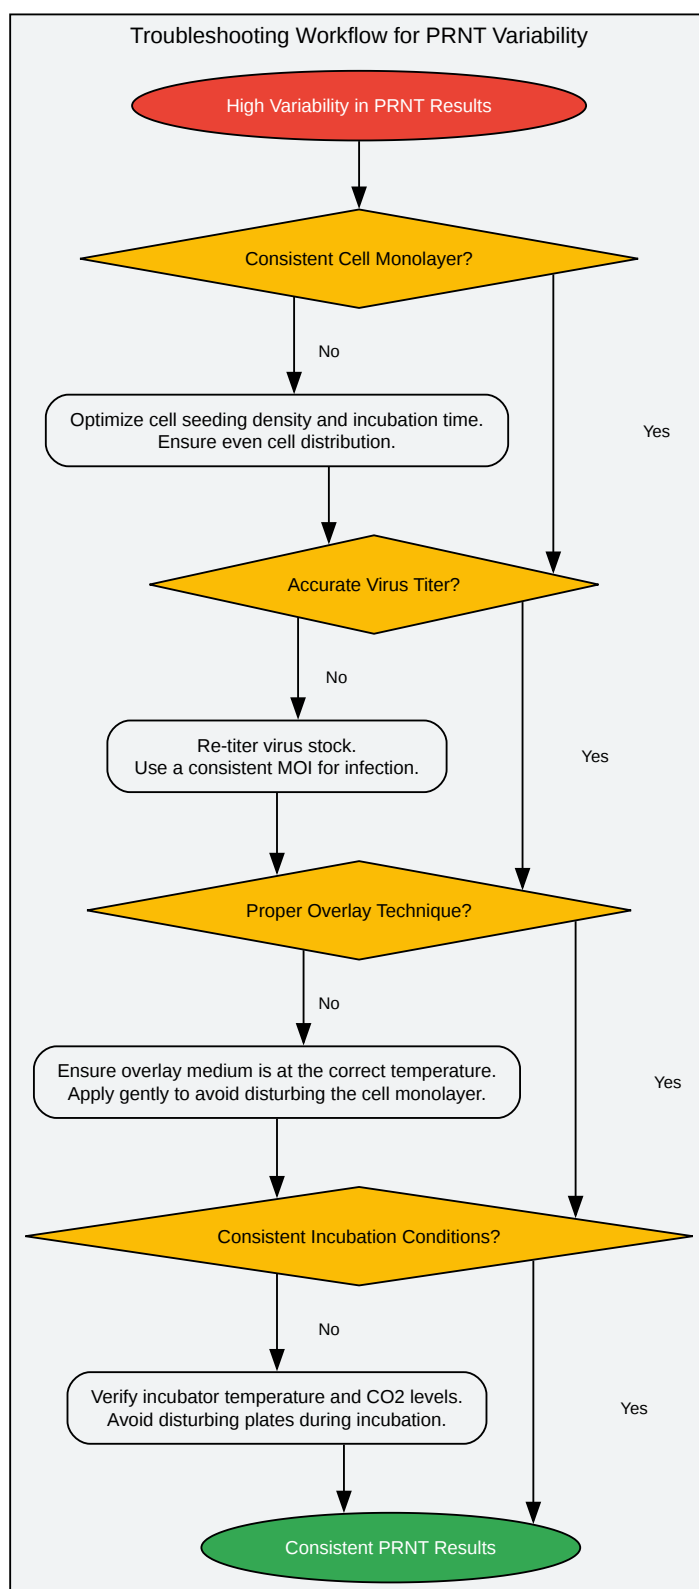 Troubleshooting Workflow for PRNT Variability
High Variability in PRNT Results
Consistent Cell Monolayer?
No
Optimize cell seeding density and incubation time.
Ensure even cell distribution.
Yes
Accurate Virus Titer?
No
Re-titer virus stock.
Use a consistent MOI for infection.
Yes
Proper Overlay Technique?
No
Ensure overlay medium is at the correct temperature.
Apply gently to avoid disturbing the cell monolayer.
Yes
Consistent Incubation Conditions?
No
Verify incubator temperature and CO2 levels.
Avoid disturbing plates during incubation.
Yes
Consistent PRNT Results